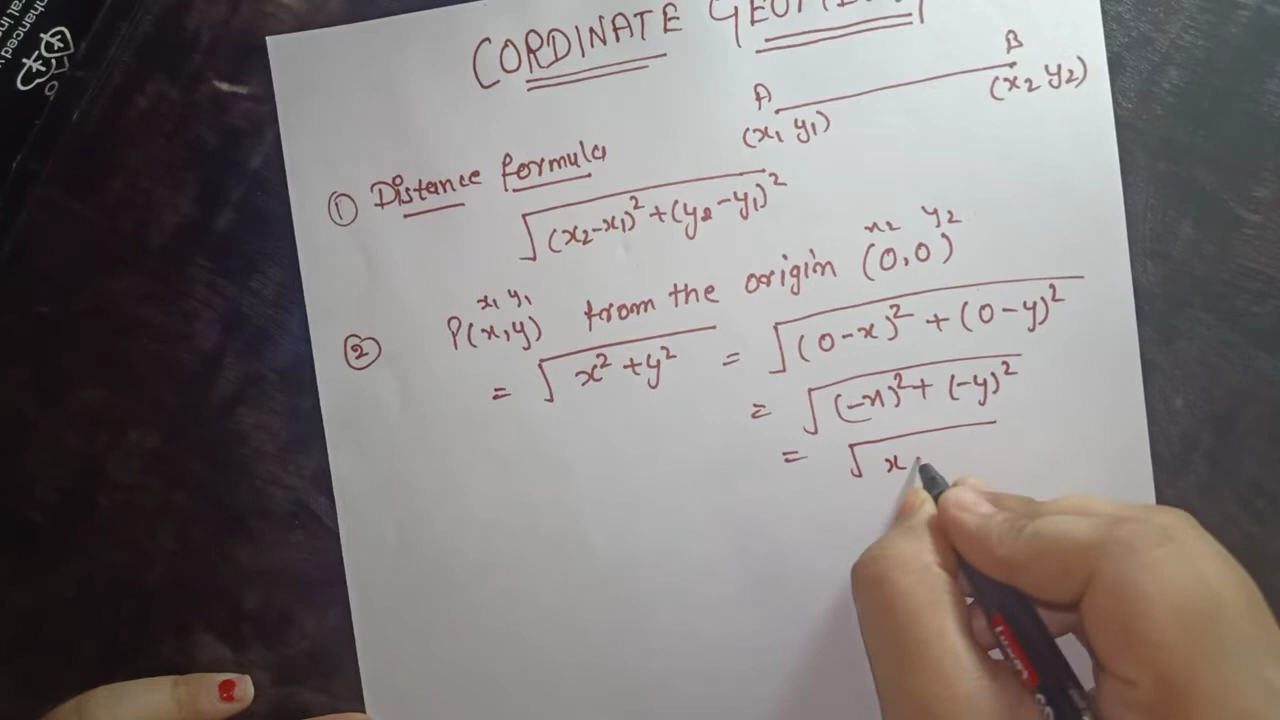 CORDINATE
A B
(x₁ y₁) (x₂ y₂)
① Distance formula
√(x₂-x₁)² + (y₂-y₁)²
x₁ y₁ x₂ y₂
② P(x,y) from the origin (0,0)
= √x² + y² = √(0-x)² + (0-y)²
= √(-x)² + (-y)²
= √x